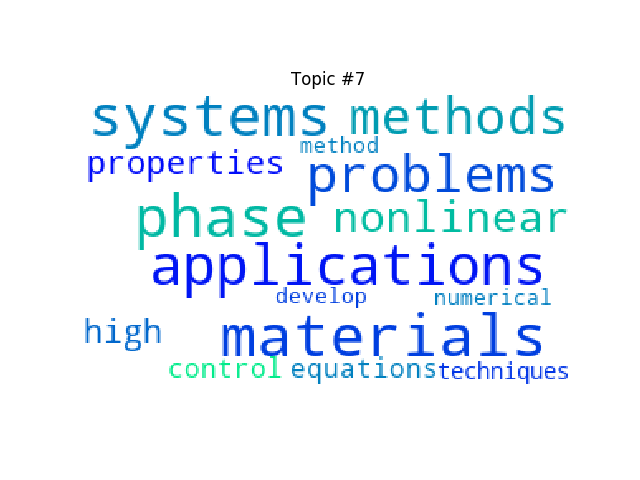 Topic #7
systems methods
method
properties problems
phase nonlinear
applications
develop numerical
high materials
control equations techniques